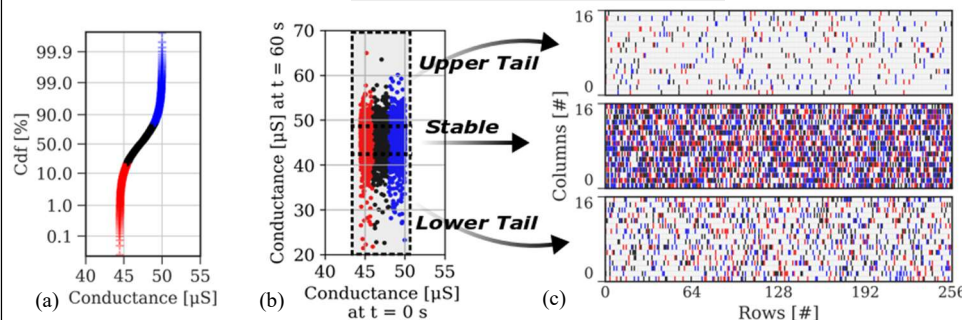 99.9
99.0
90.0
50.0
10.0
1.0
0.1
Cdf [%]
40 45 50 55
Conductance [μS]
(a)
70
60
50
40
30
20
Conductance [μS] at t = 60 s
40 45 50 55
Conductance [μS]
at t = 0 s
(b)
Upper Tail
Stable
Lower Tail
(c)
16
0
16
0
16
0
Columns [#]
0 64 128 192 256
Rows [#]